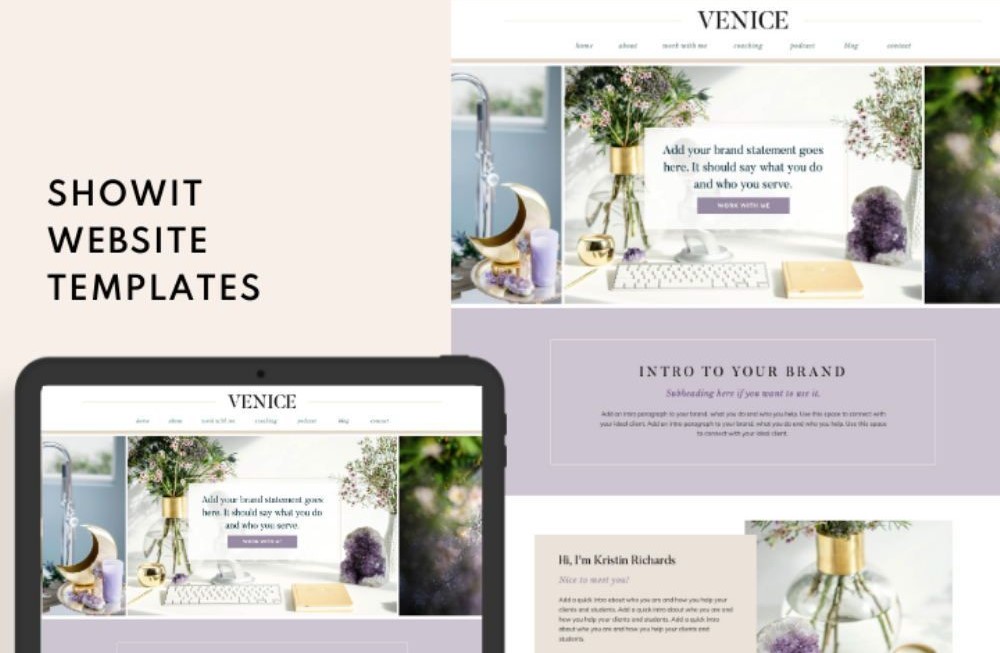 SHOWIT
WEBSITE
TEMPLATES
VENICE
home about work with me coaching podcast blog contact
Add your brand statement goes
here. It should say what you do
and who you serve.
WORK WITH ME
INTRO TO YOUR BRAND
Subheading here if you want to use it.
Add an intro paragraph to your brand, what you do and who you help. Use this space to connect with
your ideal client. Add an intro paragraph to your brand, what you do and who you help. Use this space
to connect with your ideal client.
Hi, I'm Kristin Richards
Nice to meet you!
Add a quick intro about who you are and how you help your
clients and students. Add a quick intro about who you are and
how you help your clients and students. Add a quick intro
about who you are and how you help your clients and
students.
VENICE
home about work with me coaching podcast blog contact
Add your brand statement goes
here. It should say what you do
and who you serve.
WORK WITH ME